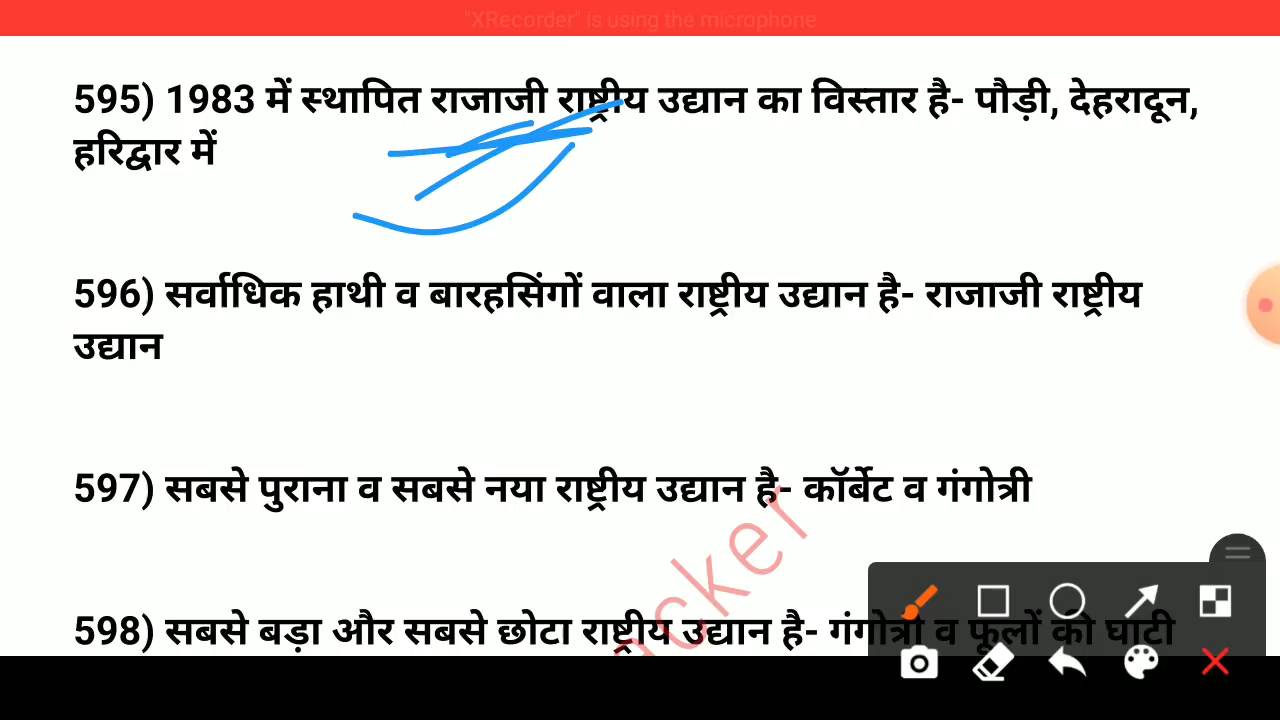 "XRecorder" is using the microphone
595) 1983 में स्थापित राजाजी राष्ट्रीय उद्यान का विस्तार है- पौड़ी, देहरादून,
हरिद्वार में
596) सर्वाधिक हाथी व बारहसिंगों वाला राष्ट्रीय उद्यान है- राजाजी राष्ट्रीय
उद्यान
597) सबसे पुराना व सबसे नया राष्ट्रीय उद्यान है- कॉर्बेट व गंगोत्री
598) सबसे बड़ा और सबसे छोटा राष्ट्रीय उद्यान है- गंगोत्री व फूलों की घाटी
acker